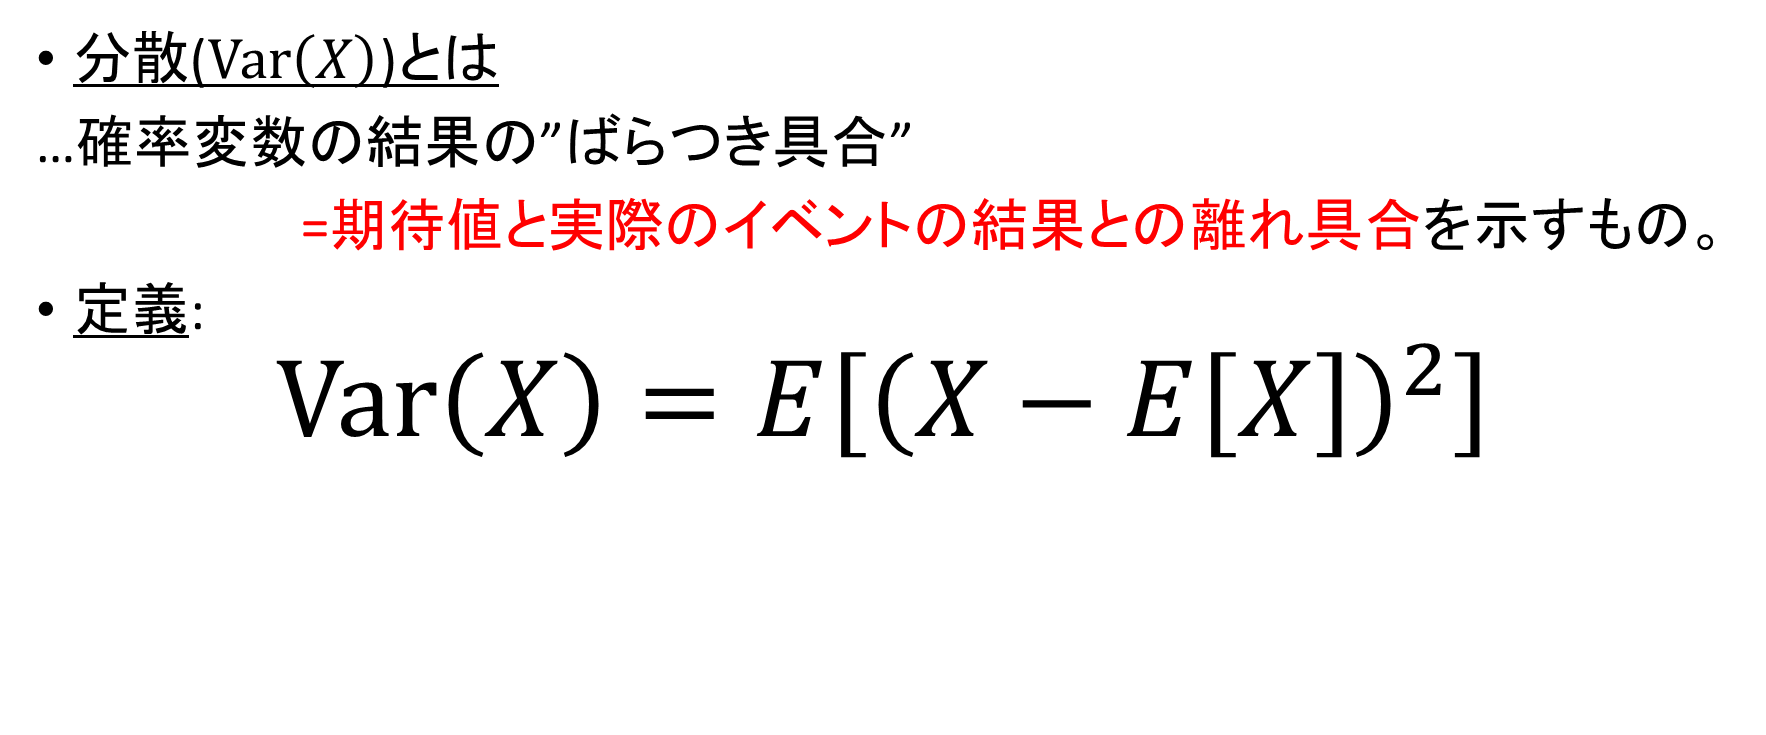 • 分散(Var(X))とは
…確率変数の結果の”ばらつき具合”
=期待値と実際のイベントの結果との離れ具合を示すもの。
• 定義:
Var(X) = E[(X − E[X])²]